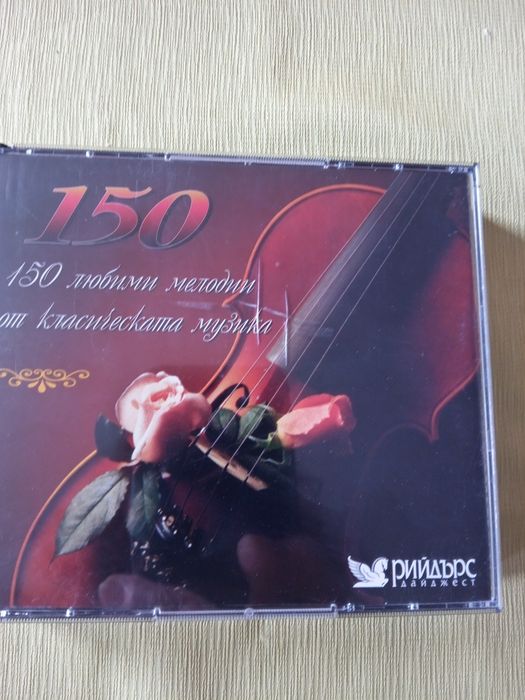 150
150 любими мелодии
от класическата музика
Рийдърс
дайджест